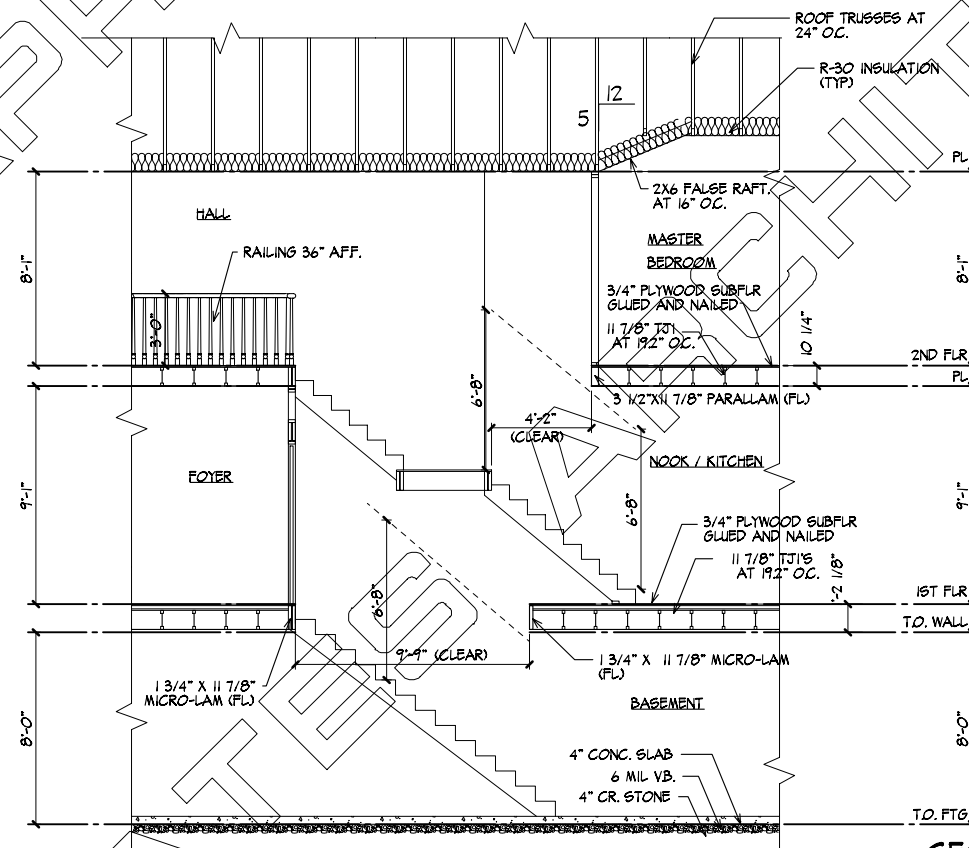 ROOF TRUSSES AT
24" O.C.
R-30 INSULATION
(TYP)
12
5
PL
2X6 FALSE RAFT.
AT 16" O.C.
HALL
MASTER
BEDROOM
RAILING 36" A.F.F.
8'-1"
8'-1"
3/4" PLYWOOD SUBFLR
GLUED AND NAILED
11 7/8" TJI
AT 19.2" O.C.
3'-0"
10 1/4"
2ND FLR
PL
3 1/2"X11 7/8" PARALLAM (FL)
6'-8"
4'-2"
(CLEAR)
NOOK / KITCHEN
FOYER
9'-1"
9'-1"
6'-8"
3/4" PLYWOOD SUBFLR
GLUED AND NAILED
11 7/8" TJI'S
AT 19.2" O.C.
-2 1/8"
1ST FLR
T.O. WALL
6'-8"
9'-9" (CLEAR)
1 3/4" X 11 7/8" MICRO-LAM
(FL)
1 3/4" X 11 7/8"
MICRO-LAM (FL)
BASEMENT
8'-0"
8'-0"
4" CONC. SLAB
6 MIL V.B.
4" CR. STONE
T.O. FTG